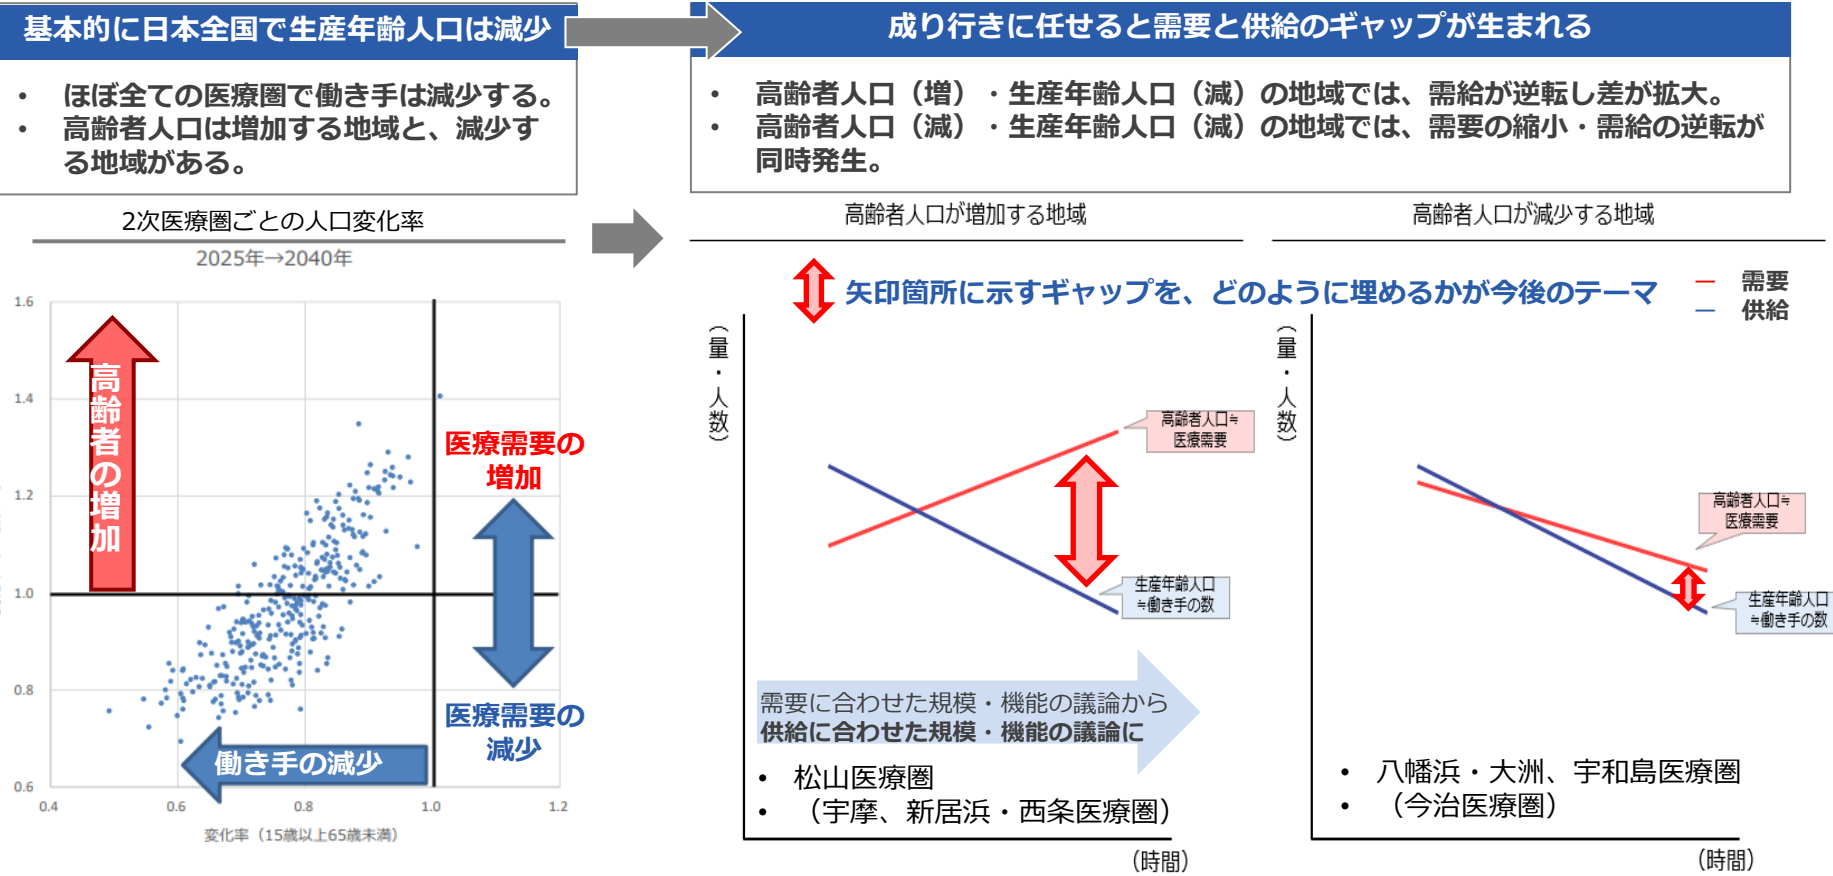 基本的に日本全国で生産年齢人口は減少
• ほぼ全ての医療圏で働き手は減少する。
• 高齢者人口は増加する地域と、減少す
る地域がある。
2次医療圏ごとの人口変化率
2025年→2040年
1.6
1.4
1.2
1.0
0.8
0.6
0.4
0.6
0.8
1.0
1.2
変化率（15歳以上65歳未満）
高齢者の増加
医療需要の
増加
医療需要の
減少
働き手の減少
成り行きに任せると需要と供給のギャップが生まれる
• 高齢者人口（増）・生産年齢人口（減）の地域では、需給が逆転し差が拡大。
• 高齢者人口（減）・生産年齢人口（減）の地域では、需要の縮小・需給の逆転が
同時発生。
高齢者人口が増加する地域
高齢者人口が減少する地域
矢印箇所に示すギャップを、どのように埋めるかが今後のテーマ
需要
供給
（量・人数）
高齢者人口≒
医療需要
生産年齢人口
≒働き手の数
需要に合わせた規模・機能の議論から
供給に合わせた規模・機能の議論に
• 松山医療圏
• （宇摩、新居浜・西条医療圏）
（時間）
（量・人数）
高齢者人口≒
医療需要
生産年齢人口
≒働き手の数
• 八幡浜・大洲、宇和島医療圏
• （今治医療圏）
（時間）